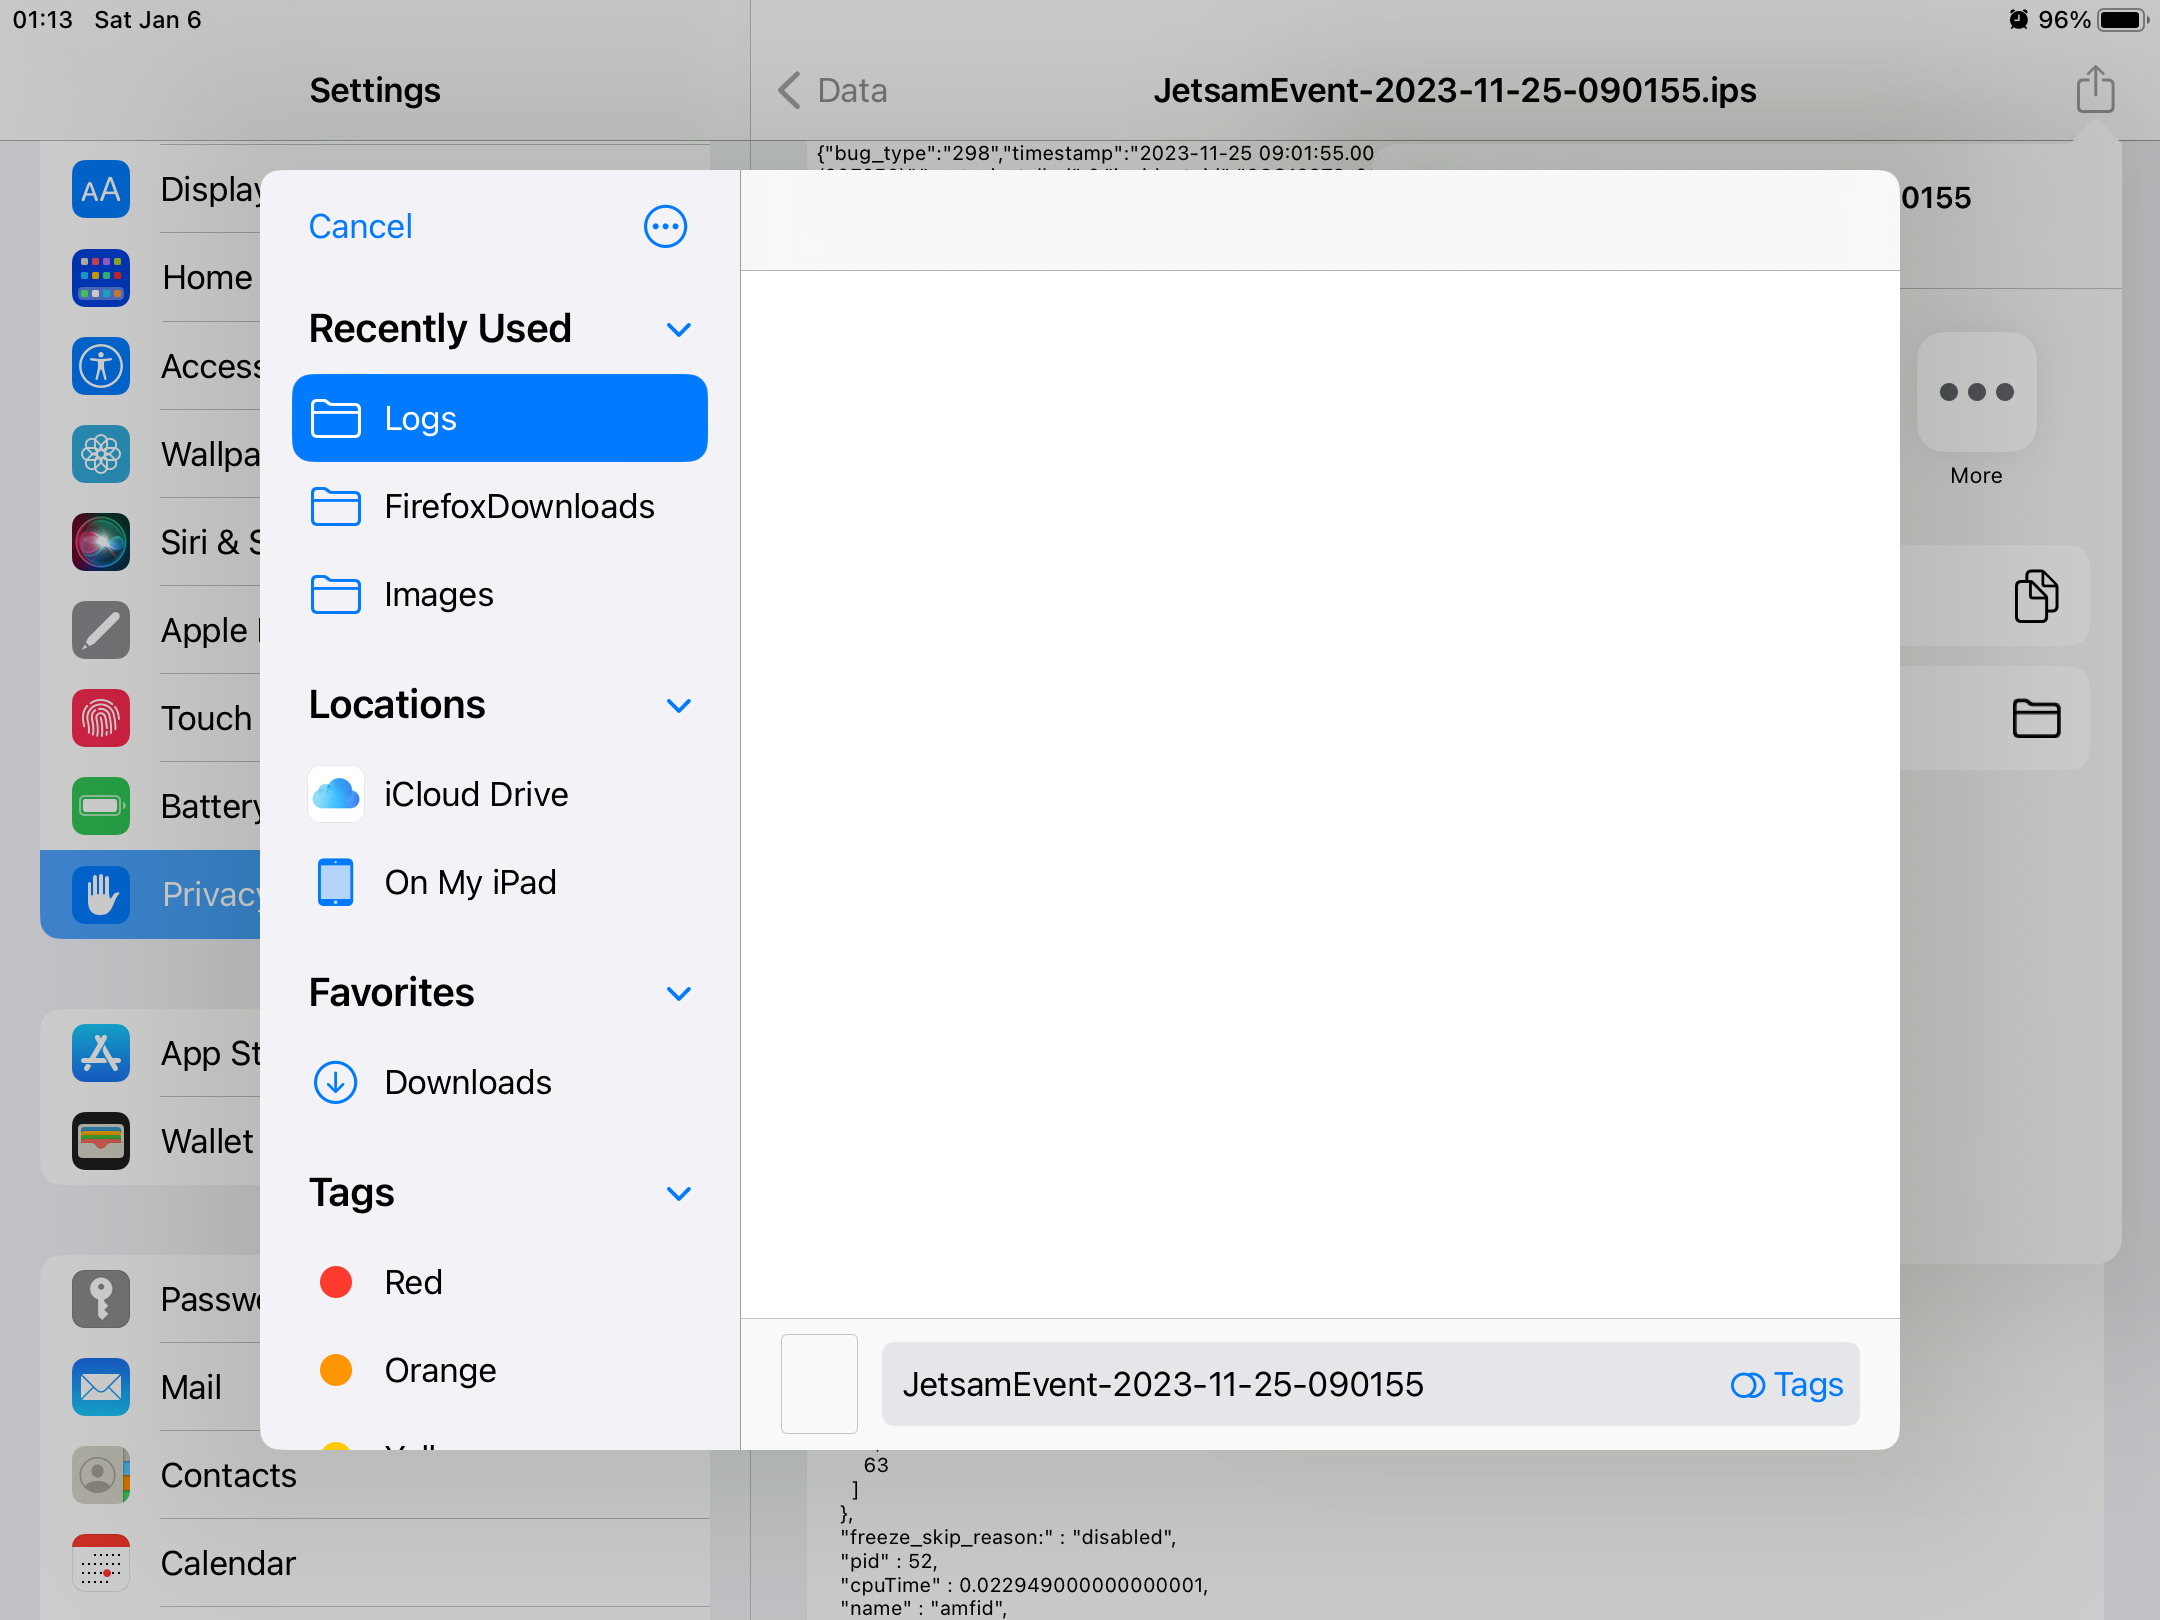 01:13 Sat Jan 6
96%
Settings
Data
JetsamEvent-2023-11-25-090155.ips
{"bug_type":"298","timestamp":"2023-11-25 09:01:55.00
0155
Display
Home
Access
Wallpa
Siri & S
Apple
Touch
Battery
Privacy
App St
Wallet
Passwo
Mail
Contacts
Calendar
Cancel
Recently Used
Logs
FirefoxDownloads
Images
Locations
iCloud Drive
On My iPad
Favorites
Downloads
Tags
Red
Orange
More
JetsamEvent-2023-11-25-090155
Tags
63
]
},
"freeze_skip_reason:" : "disabled",
"pid" : 52,
"cpuTime" : 0.022949000000000001,
"name" : "amfid",